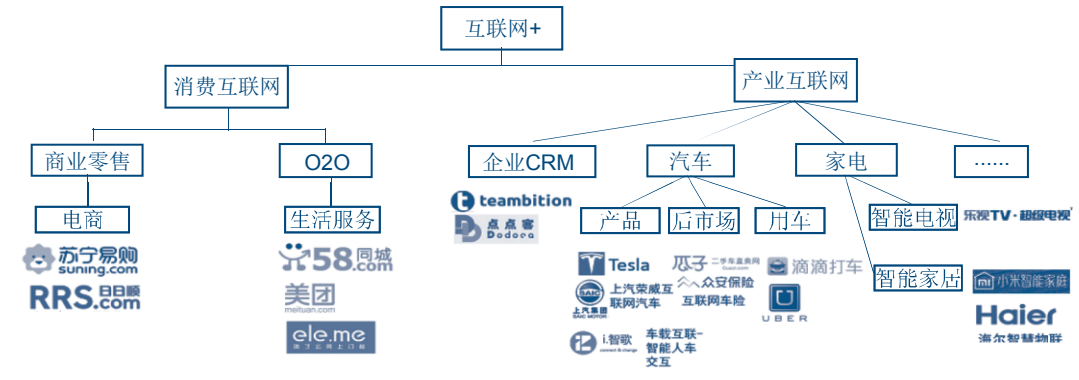 互联网+
消费互联网
产业互联网
商业零售
O2O
企业CRM
汽车
家电
......
电商
生活服务
产品
后市场
用车
智能电视
智能家居
苏宁易购
suning.com
RRS.com
日日顺
58同城
.com
美团
meituan.com
ele.me
teambition
点点客
Dodoca
Tesla
SAIC
上汽集团
SAIC MOTOR
上汽荣威互
联网汽车
i.智歌
connect & change
车载互联-
智能人车
交互
瓜子二手车直卖网
Guazi.com
众安保险
互联网车险
滴滴打车
UBER
乐视TV·超级电视
小米智能家庭
Haier
海尔智慧物联